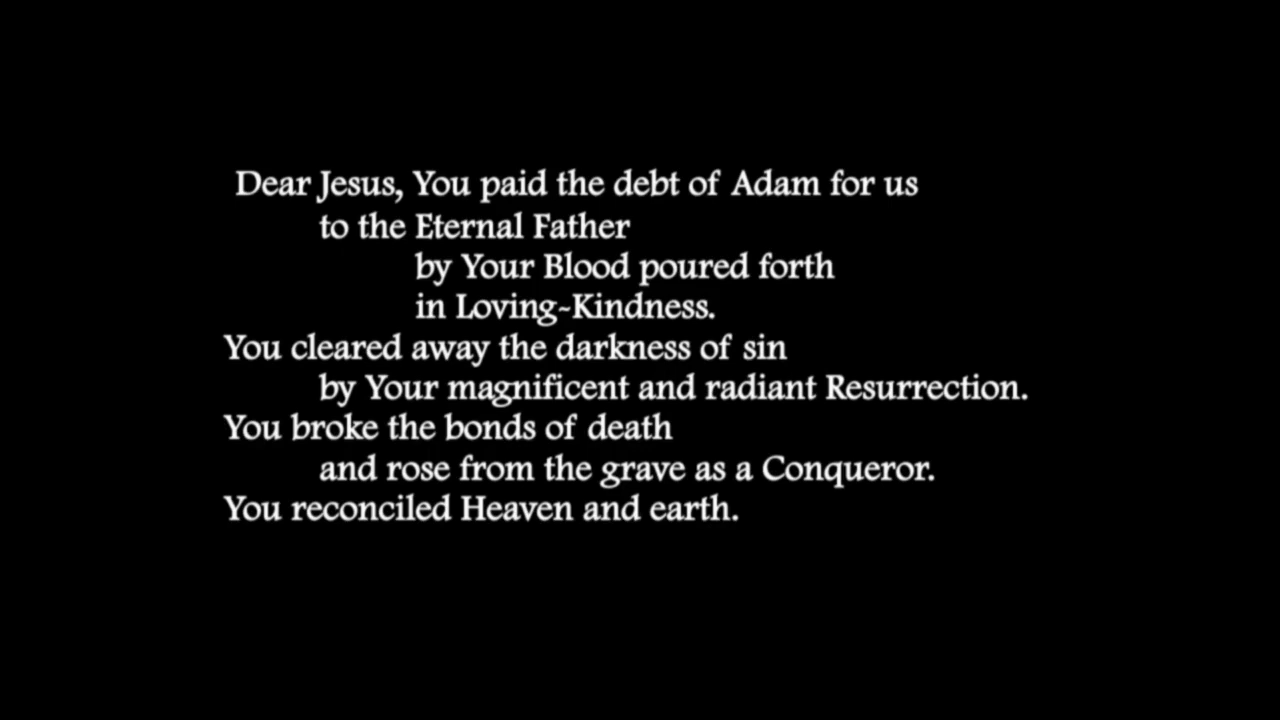 Dear Jesus, You paid the debt of Adam for us
to the Eternal Father
by Your Blood poured forth
in Loving-Kindness.
You cleared away the darkness of sin
by Your magnificent and radiant Resurrection.
You broke the bonds of death
and rose from the grave as a Conqueror.
You reconciled Heaven and earth.